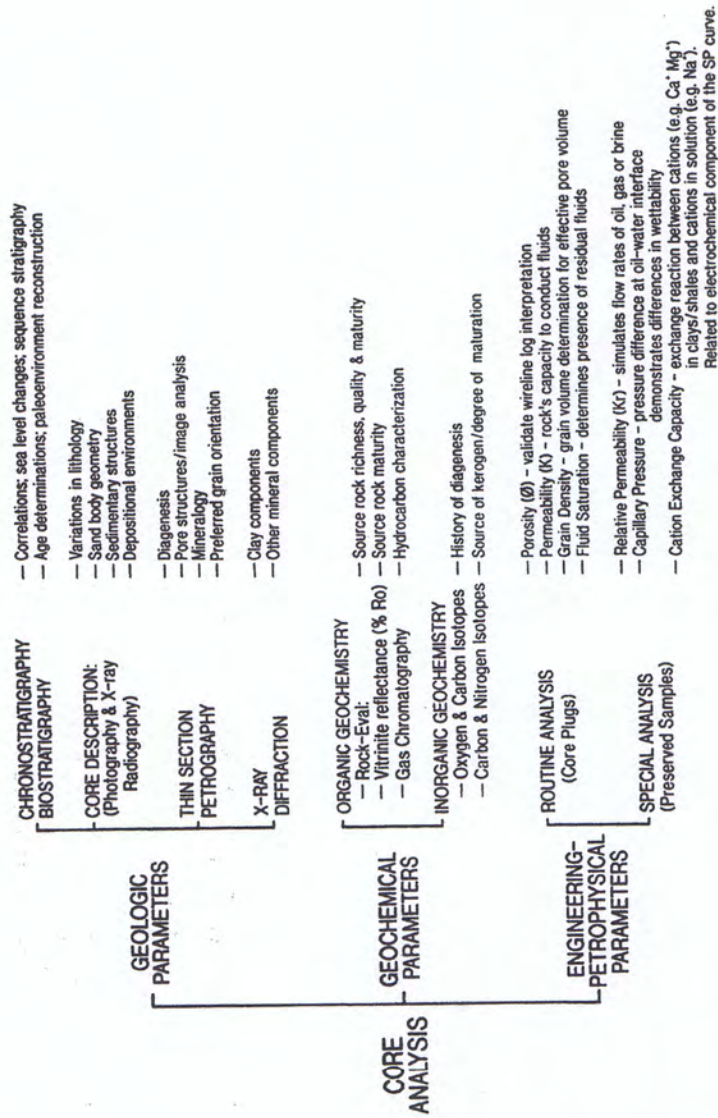 CORE
ANALYSIS
GEOLOGIC
PARAMETERS
CHRONOSTRATIGRAPHY
BIOSTRATIGRAPHY
— Correlations; sea level changes; sequence stratigraphy
— Age determinations; paleoenvironment reconstruction
CORE DESCRIPTION:
(Photography & X-ray
Radiography)
— Variations in lithology
— Sand body geometry
— Sedimentary structures
— Depositional environments
THIN SECTION
PETROGRAPHY
— Diagenesis
— Pore structures/image analysis
— Mineralogy
— Preferred grain orientation
X-RAY
DIFFRACTION
— Clay components
— Other mineral components
GEOCHEMICAL
PARAMETERS
ORGANIC GEOCHEMISTRY
— Rock-Eval: — Source rock richness, quality & maturity
— Vitrinite reflectance (% Ro) — Source rock maturity
— Gas Chromatography — Hydrocarbon characterization
INORGANIC GEOCHEMISTRY
— Oxygen & Carbon Isotopes — History of diagenesis
— Carbon & Nitrogen Isotopes — Source of kerogen/degree of maturation
ENGINEERING-
PETROPHYSICAL
PARAMETERS
ROUTINE ANALYSIS
(Core Plugs)
— Porosity (Ø) – validate wireline log interpretation
— Permeability (K) – rock's capacity to conduct fluids
— Grain Density – grain volume determination for effective pore volume
— Fluid Saturation – determines presence of residual fluids
SPECIAL ANALYSIS
(Preserved Samples)
— Relative Permeability (Kr) – simulates flow rates of oil, gas or brine
— Capillary Pressure – pressure difference at oil-water interface
demonstrates differences in wettability
— Cation Exchange Capacity – exchange reaction between cations (e.g. Ca⁺ Mg⁺)
in clays/shales and cations in solution (e.g. Na⁺).
Related to electrochemical component of the SP curve.